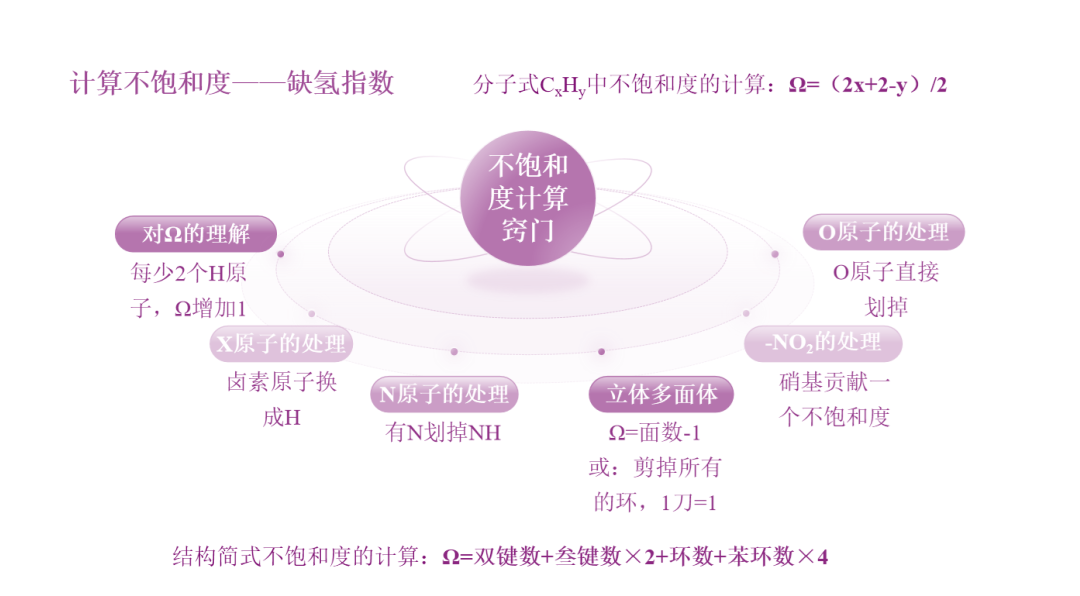 计算不饱和度——缺氢指数
分子式CxHy中不饱和度的计算：Ω=（2x+2-y）/2
不饱和
度计算
窍门
对Ω的理解
每少2个H原
子，Ω增加1
X原子的处理
卤素原子换
成H
N原子的处理
有N划掉NH
立体多面体
Ω=面数-1
或：剪掉所有
的环，1刀=1
-NO₂的处理
硝基贡献一
个不饱和度
O原子的处理
O原子直接
划掉
结构简式不饱和度的计算：Ω=双键数+叁键数×2+环数+苯环数×4